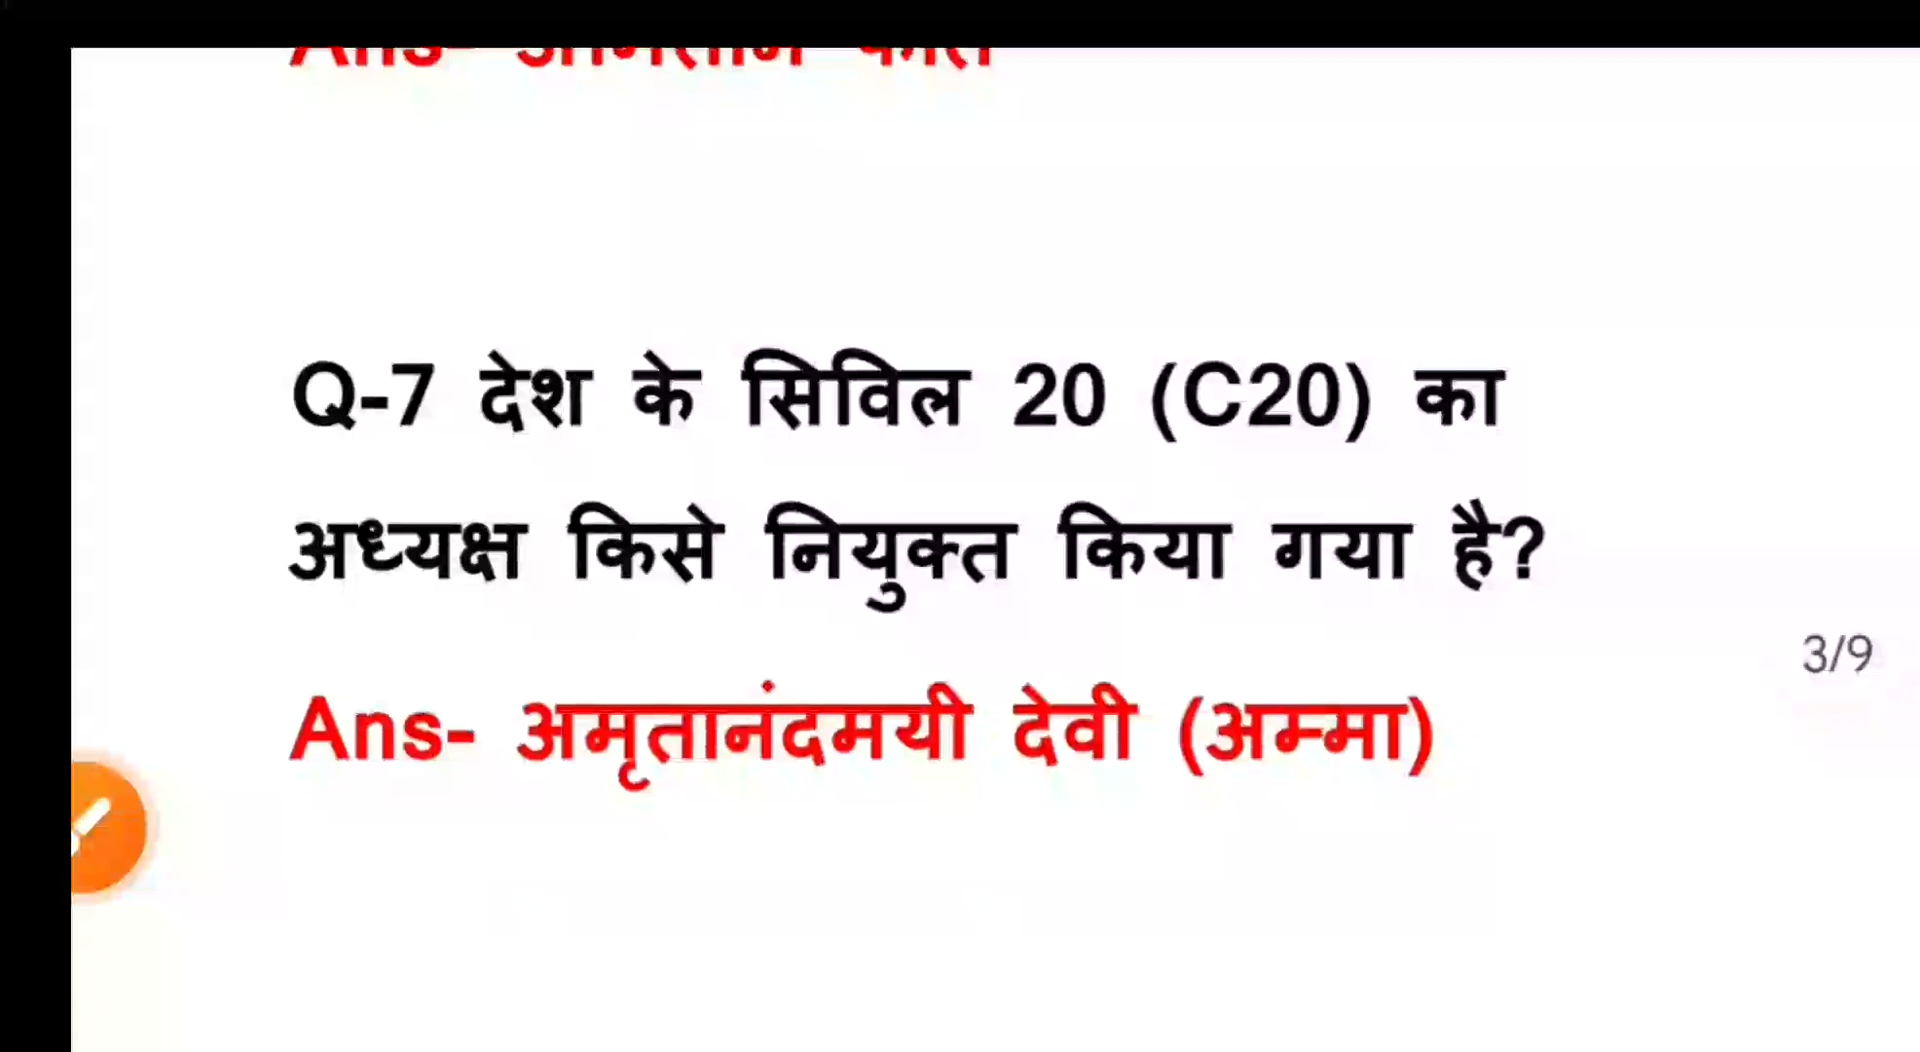 Q-7 देश के सिविल 20 (C20) का
अध्यक्ष किसे नियुक्त किया गया है?
3/9
Ans- अमृतानंदमयी देवी (अम्मा)